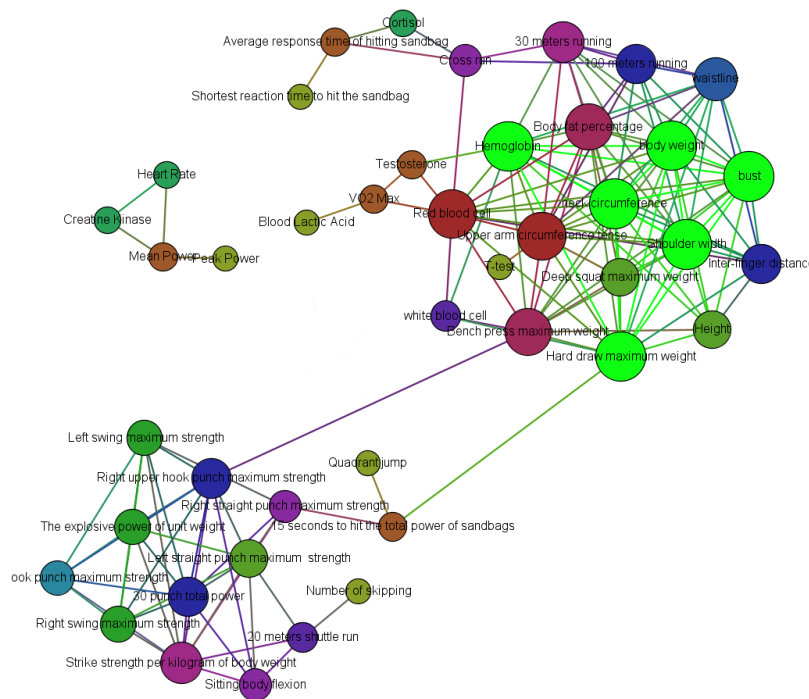 Cortisol
Average response time of hitting sandbag
30 meters running
100 meters running
Cross run
waistline
Shortest reaction time to hit the sandbag
Body fat percentage
Hemoglobin
body weight
Testosterone
bust
Heart Rate
VO2 Max
neck circumference
Red blood cell
Blood Lactic Acid
Creatine Kinase
Upper arm circumference tense
Shoulder width
Mean Power
Peak Power
Inter-finger distance
T-test
Deep squat maximum weight
white blood cell
Bench press maximum weight
Height
Hard draw maximum weight
Left swing maximum strength
Quadrant jump
Right upper hook punch maximum strength
Right straight punch maximum strength
The explosive power of unit weight
15 seconds to hit the total power of sandbags
Left straight punch maximum strength
ook punch maximum strength
Number of skipping
30 punch total power
Right swing maximum strength
20 meters shuttle run
Strike strength per kilogram of body weight
Sitting body flexion